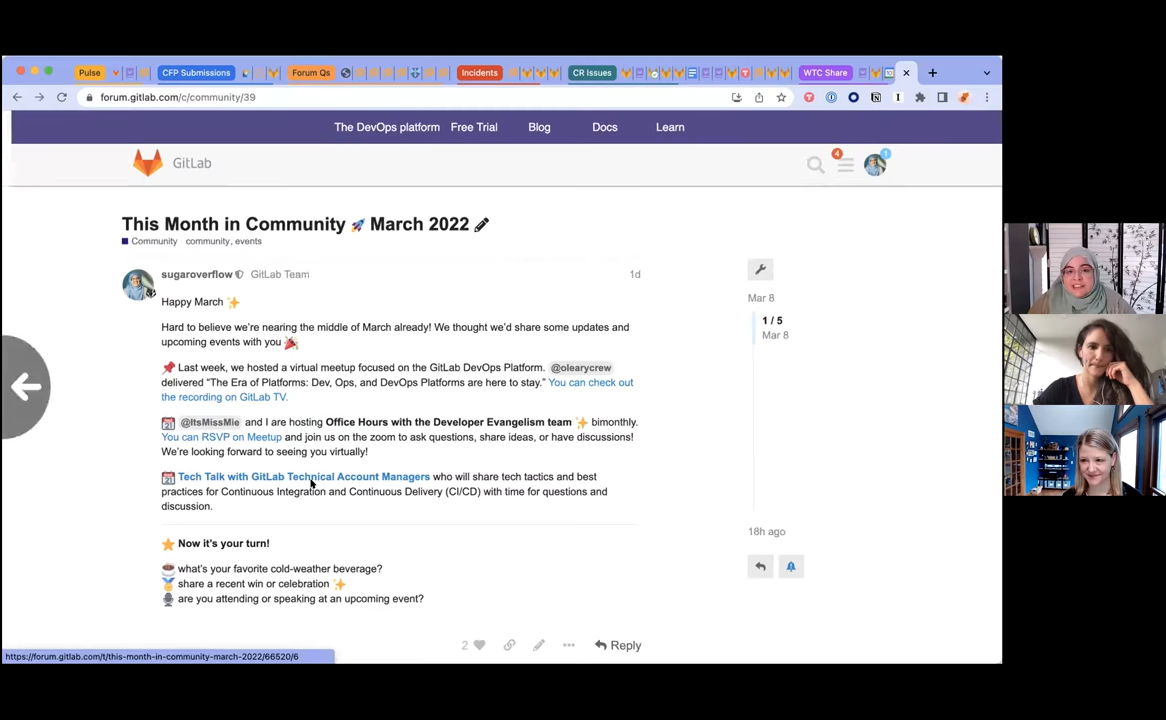 Pulse
CFP Submissions
Forum Qs
Incidents
CR Issues
WTC Share
forum.gitlab.com/c/community/39
The DevOps platform Free Trial Blog Docs Learn
GitLab
4
1
This Month in Community 🚀 March 2022
Community community, events
sugaroverflow GitLab Team 1d
Happy March ✨
Hard to believe we’re nearing the middle of March already! We thought we’d share some updates and
upcoming events with you 🎉
📌 Last week, we hosted a virtual meetup focused on the GitLab DevOps Platform. @olearycrew
delivered “The Era of Platforms: Dev, Ops, and DevOps Platforms are here to stay.” You can check out
the recording on GitLab TV.
📆 @ItsMissMie and I are hosting Office Hours with the Developer Evangelism team ✨ bimonthly.
You can RSVP on Meetup and join us on the zoom to ask questions, share ideas, or have discussions!
We’re looking forward to seeing you virtually!
📆 Tech Talk with GitLab Technical Account Managers who will share tech tactics and best
practices for Continuous Integration and Continuous Delivery (CI/CD) with time for questions and
discussion.
⭐ Now it’s your turn!
☕ what’s your favorite cold-weather beverage?
🏅 share a recent win or celebration ✨
🎙 are you attending or speaking at an upcoming event?
2
Reply
Mar 8
1 / 5
Mar 8
18h ago
https://forum.gitlab.com/t/this-month-in-community-march-2022/66520/6